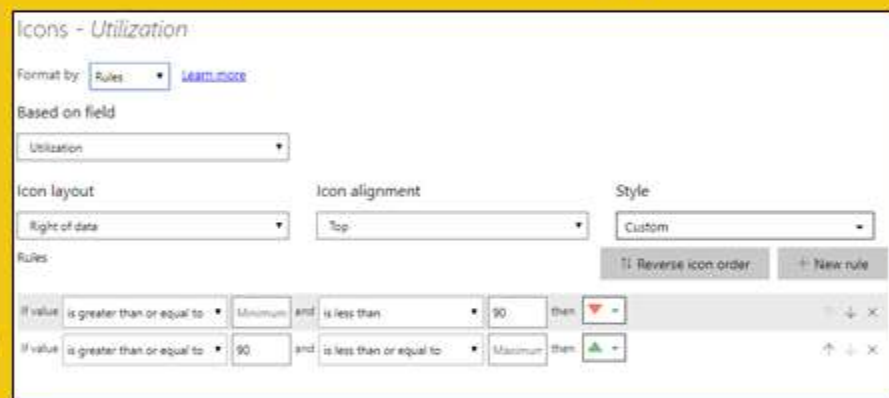 Icons - Utilization
Format by Rules Learn more
Based on field
Utilization
Icon layout Icon alignment Style
Right of data Top Custom
Rules Reverse icon order + New rule
If value is greater than or equal to Minimum and is less than 90 then
If value is greater than or equal to 90 and is less than or equal to Maximum then